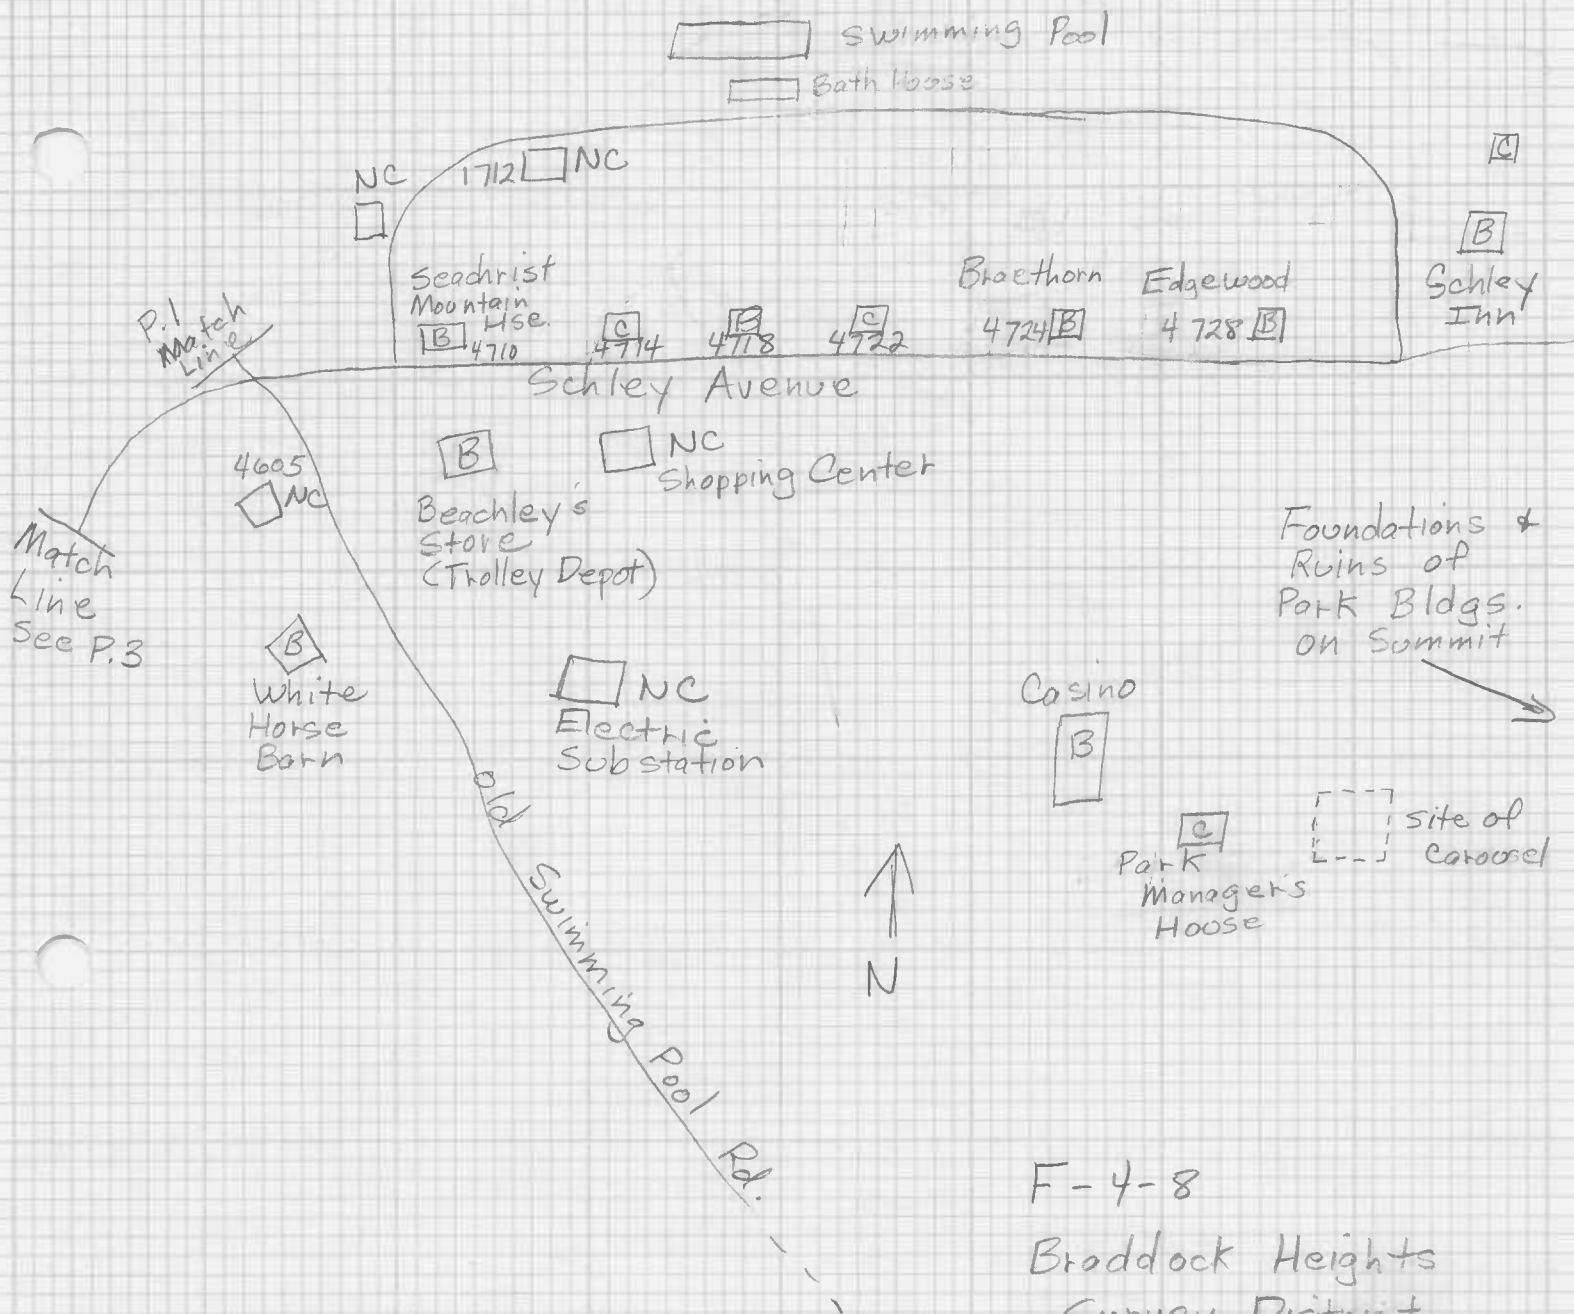 Swimming Pool
Bath House
C
NC
1712 NC
B
Schley
Inn
Seachrist
Mountain
Hse.
B 4710
C
4714
B
4718
C
4722
Braethorn
4724 B
Edgewood
4728 B
P.1
Match
Line
Schley Avenue
4605
NC
B
Beachley's
Store
(Trolley Depot)
NC
Shopping Center
Match
Line
See P.3
Foundations &
Ruins of
Park Bldgs.
on Summit
B
White
Horse
Barn
NC
Electric
Substation
Casino
B
C
Park
Manager's
House
Site of
Carousel
Old Swimming Pool Rd.
N
F-4-8
Braddock Heights
Survey District